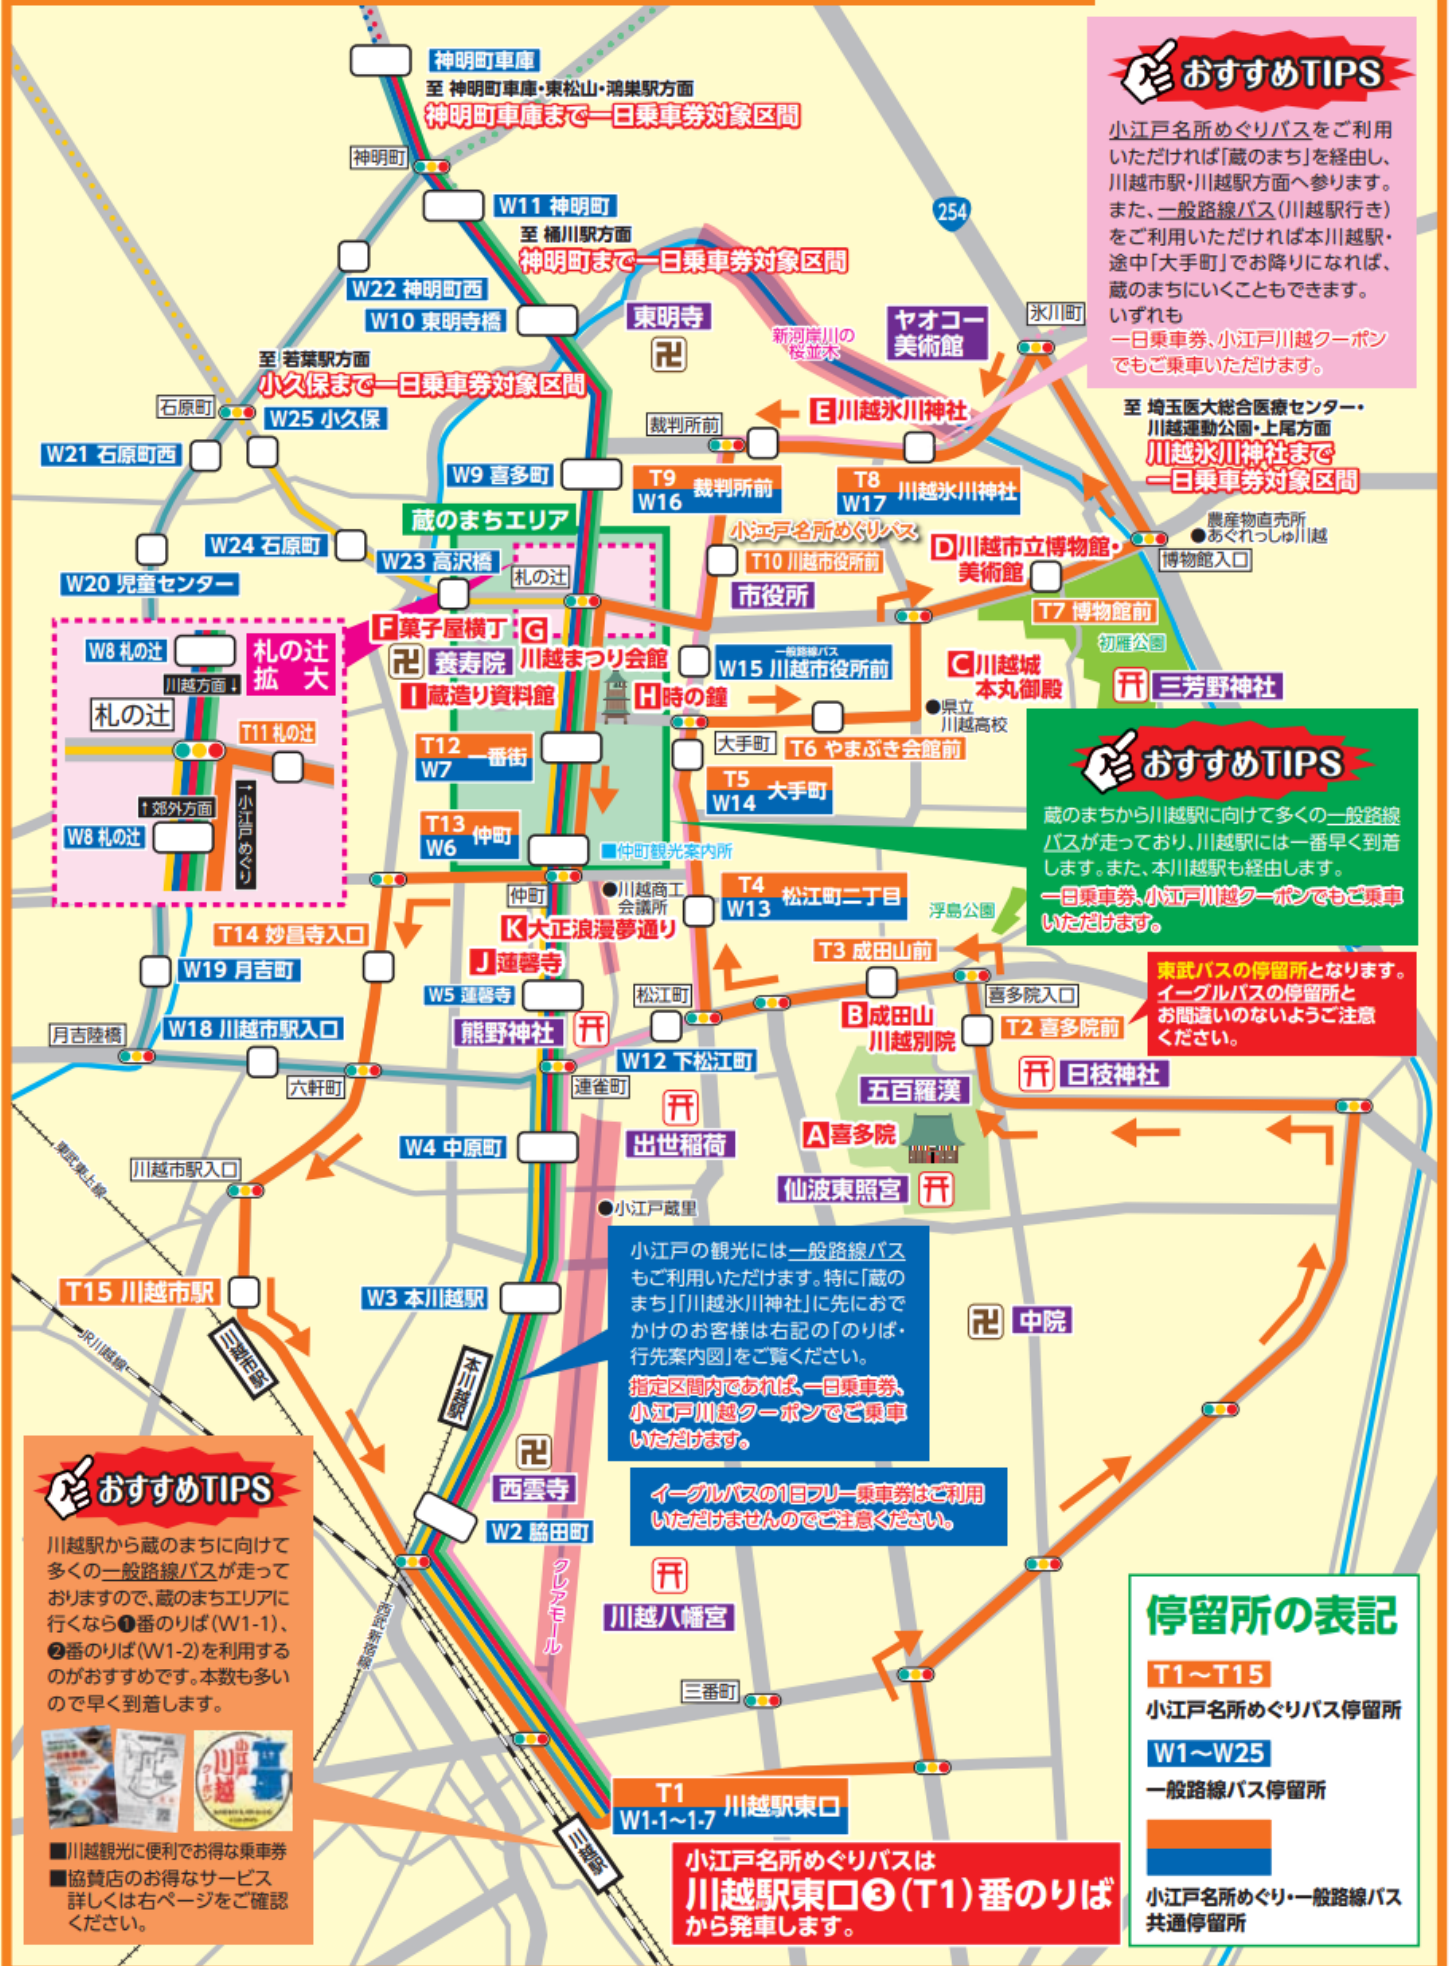 神明町車庫
至 神明町車庫・東松山・鴻巣駅方面
神明町車庫まで一日乗車券対象区間
神明町
W11 神明町
至 桶川駅方面
神明町まで一日乗車券対象区間
W22 神明町西
W10 東明寺橋
東明寺
新河岸川の
桜並木
ヤオコー
美術館
254
氷川町
おすすめTIPS
小江戸名所めぐりバスをご利用
いただければ「蔵のまち」を経由し、
川越市駅・川越駅方面へ参ります。
また、一般路線バス(川越駅行き)
をご利用いただければ本川越駅・
途中「大手町」でお降りになれば、
蔵のまちにいくこともできます。
いずれも
一日乗車券、小江戸川越クーポン
でもご乗車いただけます。
至 若葉駅方面
小久保まで一日乗車券対象区間
石原町
W25 小久保
W21 石原町西
裁判所前
E川越氷川神社
至 埼玉医大総合医療センター・
川越運動公園・上尾方面
川越氷川神社まで
一日乗車券対象区間
W9 喜多町
T9
W16
裁判所前
T8
W17
川越氷川神社
蔵のまちエリア
小江戸名所めぐりバス
T10 川越市役所前
D川越市立博物館・
美術館
農産物直売所
●あぐれっしゅ川越
博物館入口
W24 石原町
W23 高沢橋
札の辻
W20 児童センター
市役所
T7 博物館前
初雁公園
F菓子屋横丁
G
川越まつり会館
養寿院
I蔵造り資料館
一般路線バス
W15 川越市役所前
C川越城
本丸御殿
三芳野神社
H時の鐘
●県立
川越高校
大手町
T6 やまぶき会館前
W8 札の辻
札の辻
拡 大
川越方面↓
札の辻
T11 札の辻
↑郊外方面
→小江戸めぐり
W8 札の辻
T12
W7
一番街
T5
W14
大手町
T13
W6
仲町
■仲町観光案内所
おすすめTIPS
蔵のまちから川越駅に向けて多くの一般路線
バスが走っており、川越駅には一番早く到着
します。また、本川越駅も経由します。
一日乗車券、小江戸川越クーポンでもご乗車
いただけます。
仲町
●川越商工
会議所
T4
W13
松江町二丁目
浮島公園
K大正浪漫夢通り
T14 妙昌寺入口
J蓮馨寺
T3 成田山前
W19 月吉町
W5 蓮馨寺
松江町
喜多院入口
東武バスの停留所となります。
イーグルバスの停留所と
お間違いのないようご注意
ください。
B成田山
川越別院
T2 喜多院前
月吉陸橋
W18 川越市駅入口
熊野神社
W12 下松江町
六軒町
連雀町
日枝神社
五百羅漢
A喜多院
出世稲荷
W4 中原町
川越市駅入口
東武東上線
仙波東照宮
●小江戸蔵里
小江戸の観光には一般路線バス
もご利用いただけます。特に「蔵の
まち」「川越氷川神社」に先におで
かけのお客様は右記の「のりば・
行先案内図」をご覧ください。
指定区間内であれば、一日乗車券、
小江戸川越クーポンでご乗車
いただけます。
T15 川越市駅
W3 本川越駅
中院
JR川越線
川越市駅
本川越駅
西雲寺
W2 脇田町
イーグルバスの1日フリー乗車券はご利用
いただけませんのでご注意ください。
おすすめTIPS
川越駅から蔵のまちに向けて
多くの一般路線バスが走って
おりますので、蔵のまちエリアに
行くなら❶番のりば(W1-1)、
❷番のりば(W1-2)を利用する
のがおすすめです。本数も多い
ので早く到着します。
小江戸
川越
クーポン
■川越観光に便利でお得な乗車券
■協賛店のお得なサービス
詳しくは右ページをご確認
ください。
西武新宿線
クレアモール
川越八幡宮
三番町
T1
W1-1～1-7
川越駅東口
川越駅
小江戸名所めぐりバスは
川越駅東口❸(T1)番のりば
から発車します。
停留所の表記
T1～T15
小江戸名所めぐりバス停留所
W1～W25
一般路線バス停留所
小江戸名所めぐり・一般路線バス
共通停留所